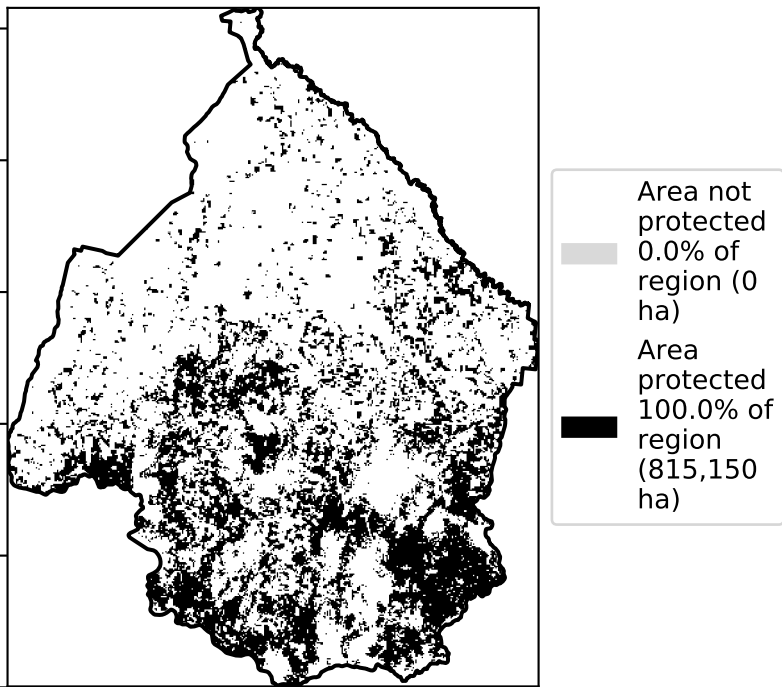 Area not
protected
0.0% of
region (0
ha)
Area
protected
100.0% of
region
(815,150
ha)